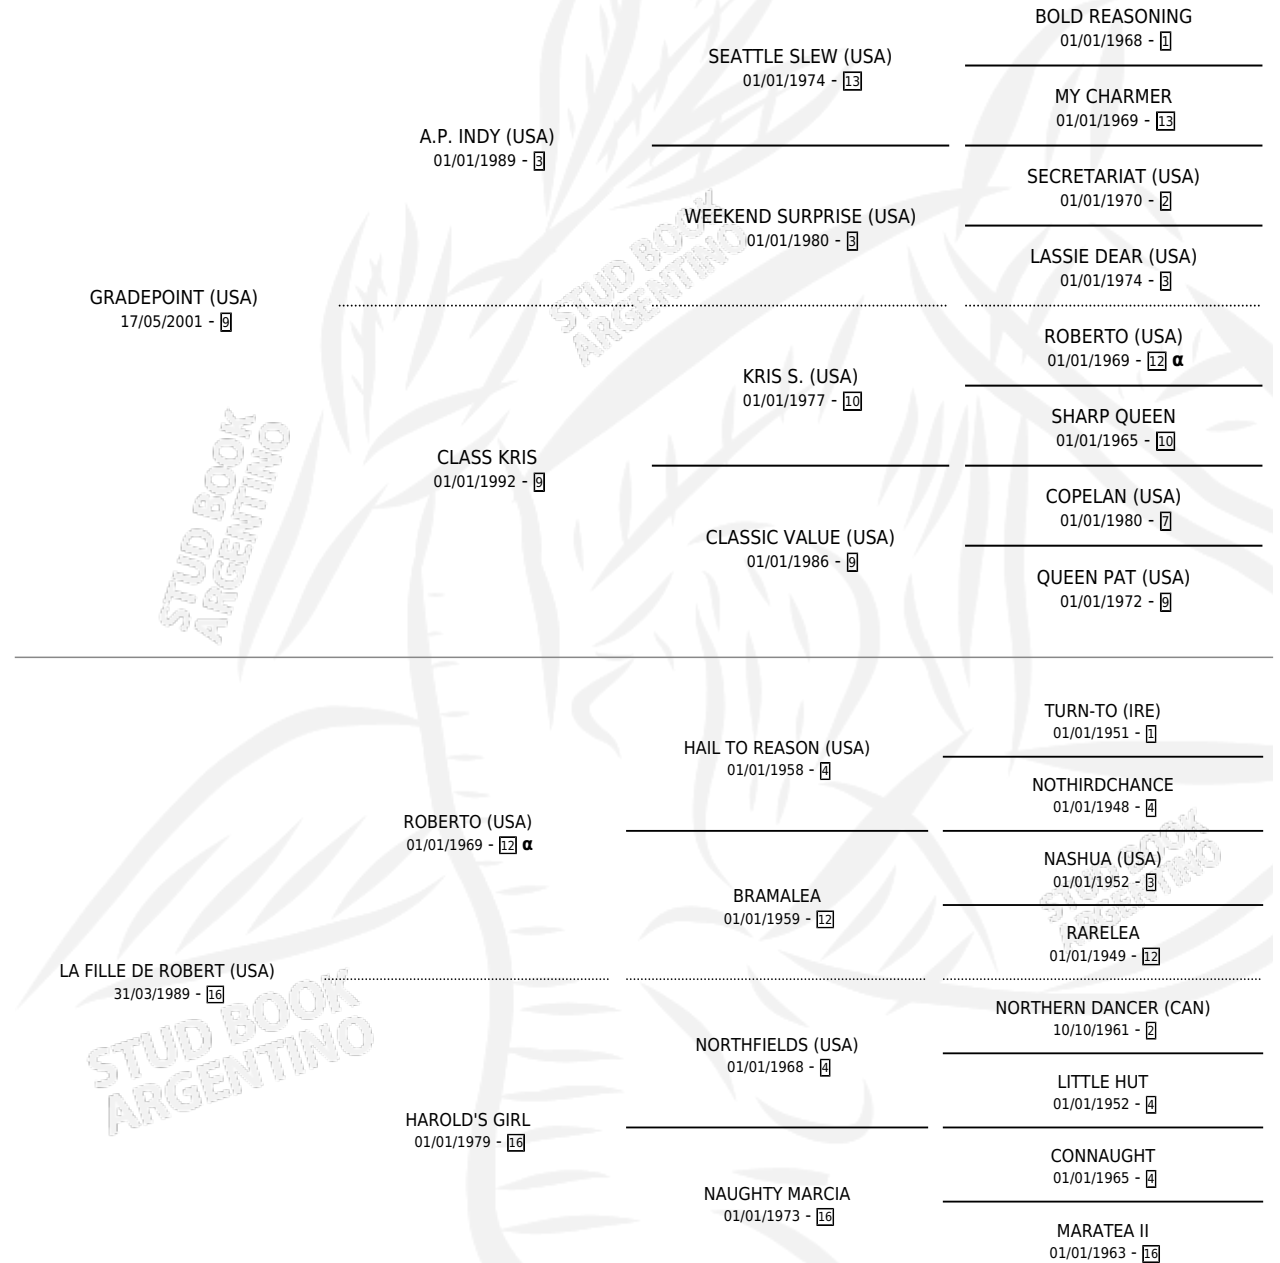 BOLD REASONING
01/01/1968 - 1
SEATTLE SLEW (USA)
01/01/1974 - 13
MY CHARMER
01/01/1969 - 13
A.P. INDY (USA)
01/01/1989 - 3
SECRETARIAT (USA)
01/01/1970 - 2
WEEKEND SURPRISE (USA)
01/01/1980 - 3
LASSIE DEAR (USA)
01/01/1974 - 3
GRADEPOINT (USA)
17/05/2001 - 9
ROBERTO (USA)
01/01/1969 - 12 α
KRIS S. (USA)
01/01/1977 - 10
SHARP QUEEN
01/01/1965 - 10
CLASS KRIS
01/01/1992 - 9
COPELAN (USA)
01/01/1980 - 7
CLASSIC VALUE (USA)
01/01/1986 - 9
QUEEN PAT (USA)
01/01/1972 - 9
STUD BOOK
ARGENTINO
STUD BOOK
ARGENTINO
TURN-TO (IRE)
01/01/1951 - 1
HAIL TO REASON (USA)
01/01/1958 - 4
NOTHIRDCHANCE
01/01/1948 - 4
ROBERTO (USA)
01/01/1969 - 12 α
NASHUA (USA)
01/01/1952 - 3
BRAMALEA
01/01/1959 - 12
RARELEA
01/01/1949 - 12
LA FILLE DE ROBERT (USA)
31/03/1989 - 16
NORTHERN DANCER (CAN)
10/10/1961 - 2
NORTHFIELDS (USA)
01/01/1968 - 4
LITTLE HUT
01/01/1952 - 4
HAROLD'S GIRL
01/01/1979 - 16
CONNAUGHT
01/01/1965 - 4
NAUGHTY MARCIA
01/01/1973 - 16
MARATEA II
01/01/1963 - 16
STUD BOOK
ARGENTINO
STUD BOOK
ARGENTINO